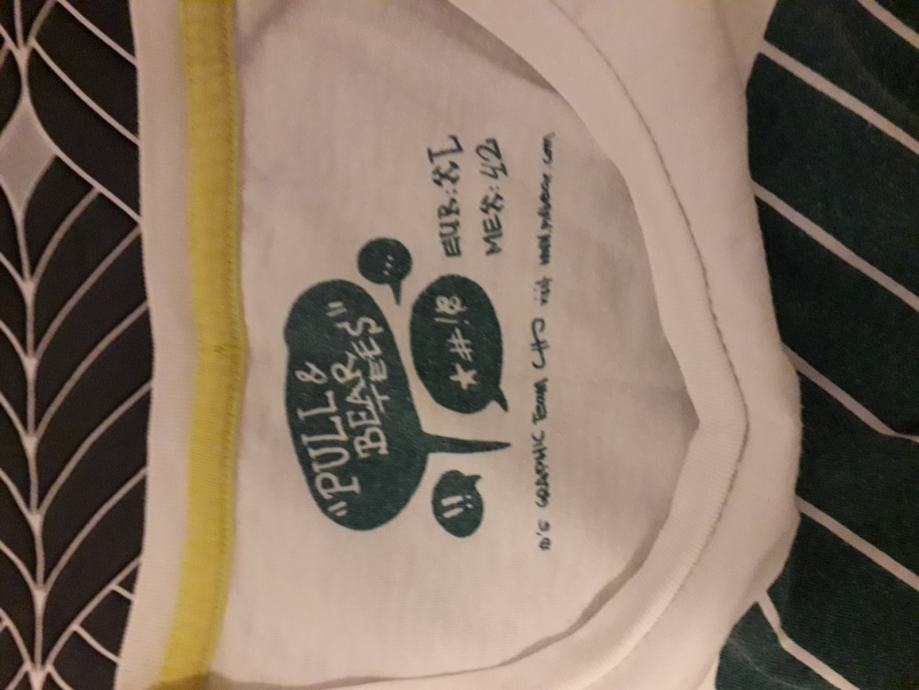 "PULL &
BEAR
TEES"
...
!!
*#!&
EUR: XL
MEX: 42
GRAPHIC TEAM